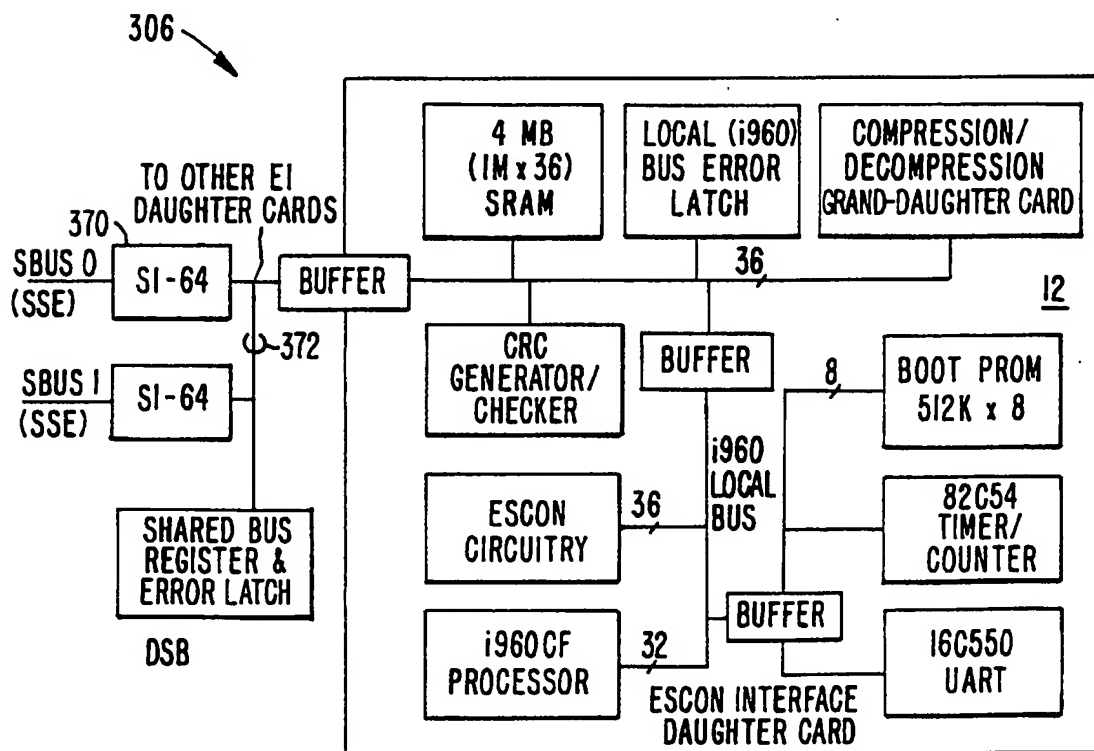 306
4 MB
(1M x 36)
SRAM
LOCAL (i960)
BUS ERROR
LATCH
COMPRESSION/
DECOMPRESSION
GRAND-DAUGHTER CARD
TO OTHER EI
DAUGHTER CARDS
370
SBUS 0
(SSE)
SI-64
BUFFER
36
12
372
SBUS 1
(SSE)
SI-64
CRC
GENERATOR/
CHECKER
BUFFER
8
BOOT PROM
512K x 8
i960
LOCAL
BUS
SHARED BUS
REGISTER &
ERROR LATCH
DSB
ESCON
CIRCUITRY
36
82C54
TIMER/
COUNTER
i960CF
PROCESSOR
32
BUFFER
16C550
UART
ESCON INTERFACE
DAUGHTER CARD